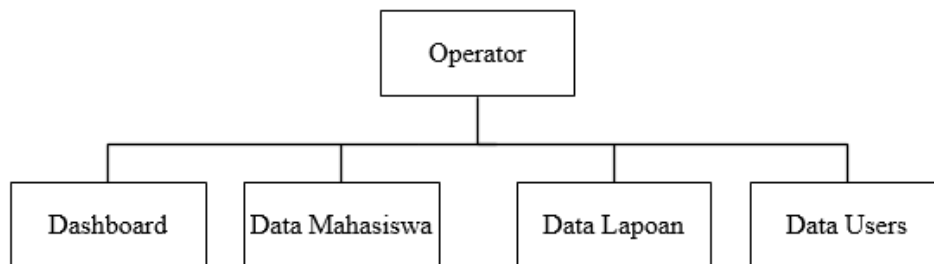 Operator
Dashboard
Data Mahasiswa
Data Lapoan
Data Users